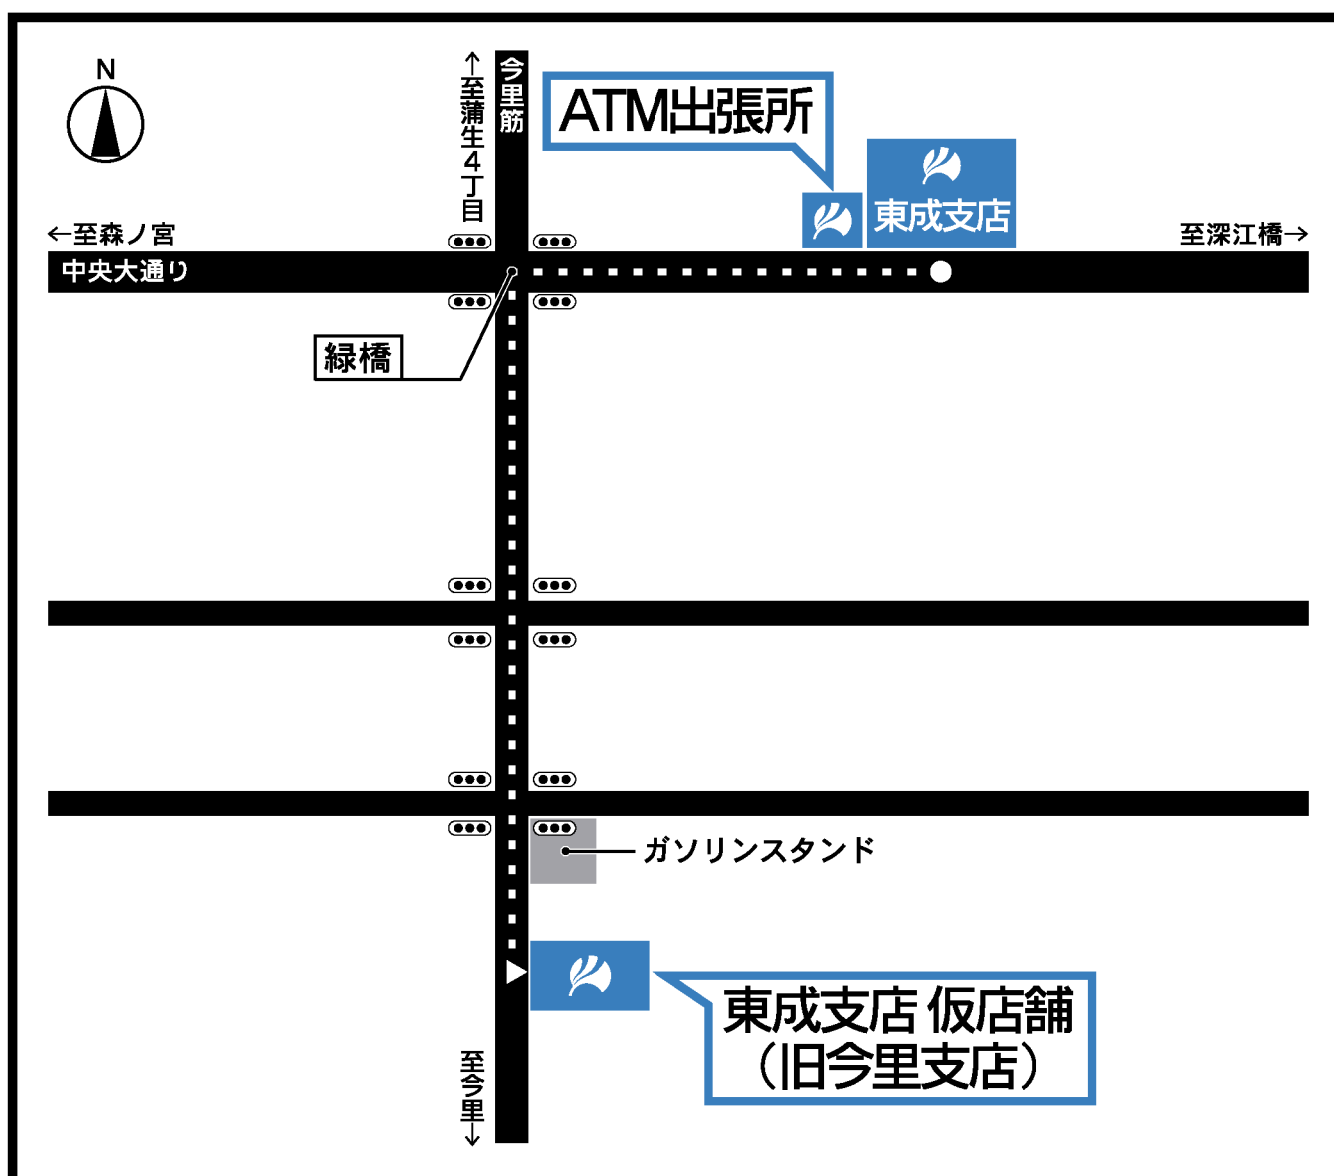 N
↑至蒲生4丁目
今里筋
ATM出張所
東成支店
←至森ノ宮
至深江橋→
中央大通り
緑橋
ガソリンスタンド
東成支店 仮店舗
（旧今里支店）
至今里↓